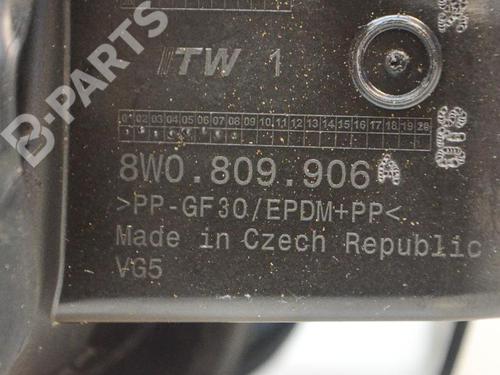 B-PARTS
ITW 1
01 02 03 04 05 06 07 08 09 10 11 12 13 14 15 16 17 18 19 20
8W0.809.906 A
>PP-GF30/EPDM+PP<
Made in Czech Republic
VG5